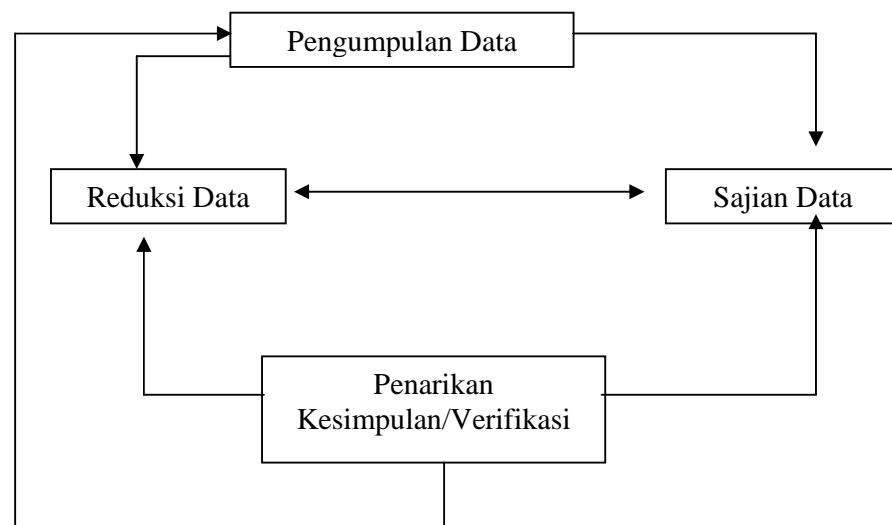 Pengumpulan Data
Reduksi Data
Sajian Data
Penarikan
Kesimpulan/Verifikasi